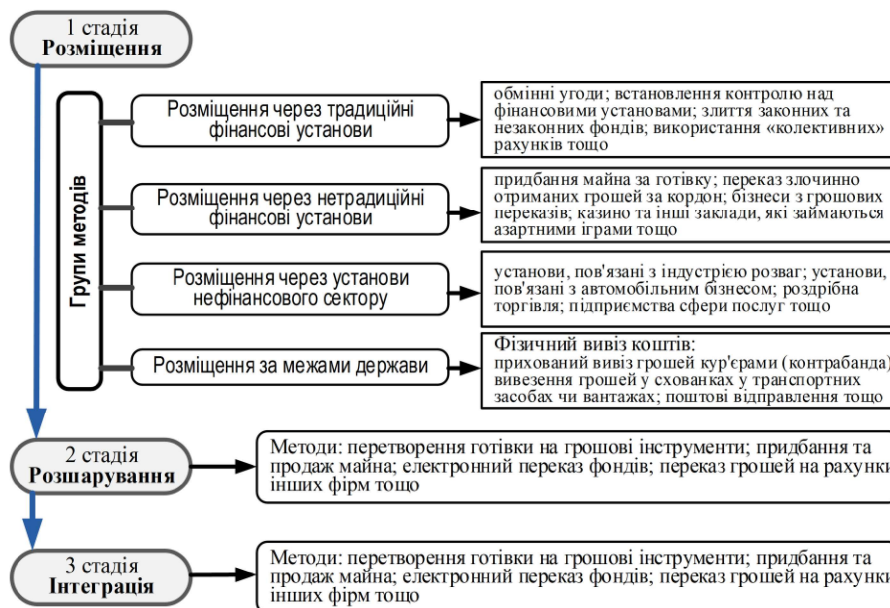 1 стадія
Розміщення
Групи методів
Розміщення через традиційні
фінансові установи
обмінні угоди; встановлення контролю над
фінансовими установами; злиття законних та
незаконних фондів; використання «колективних»
рахунків тощо
Розміщення через нетрадиційні
фінансові установи
придбання майна за готівку; переказ злочинно
отриманих грошей за кордон; бізнеси з грошових
переказів; казино та інші заклади, які займаються
азартними іграми тощо
Розміщення через установи
нефінансового сектору
установи, пов'язані з індустрією розваг; установи,
пов'язані з автомобільним бізнесом; роздрібна
торгівля; підприємства сфери послуг тощо
Розміщення за межами держави
Фізичний вивіз коштів:
прихований вивіз грошей кур'єрами (контрабанда)
вивезення грошей у схованках у транспортних
засобах чи вантажах; поштові відправлення тощо
2 стадія
Розшарування
Методи: перетворення готівки на грошові інструменти; придбання та
продаж майна; електронний переказ фондів; переказ грошей на рахунки
інших фірм тощо
3 стадія
Інтеграція
Методи: перетворення готівки на грошові інструменти; придбання та
продаж майна; електронний переказ фондів; переказ грошей на рахунки
інших фірм тощо